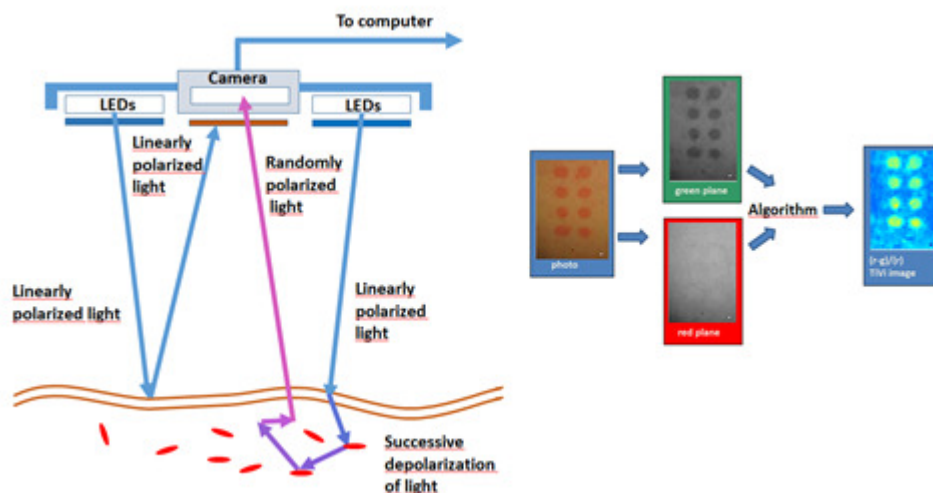 To computer
Camera
LEDs
LEDs
Linearly
polarized
light
Randomly
polarized
light
Linearly
polarized light
Linearly
polarized
light
Successive
depolarization
of light
photo
green plane
red plane
Algorithm
(r-g)/(r)
TiVi image